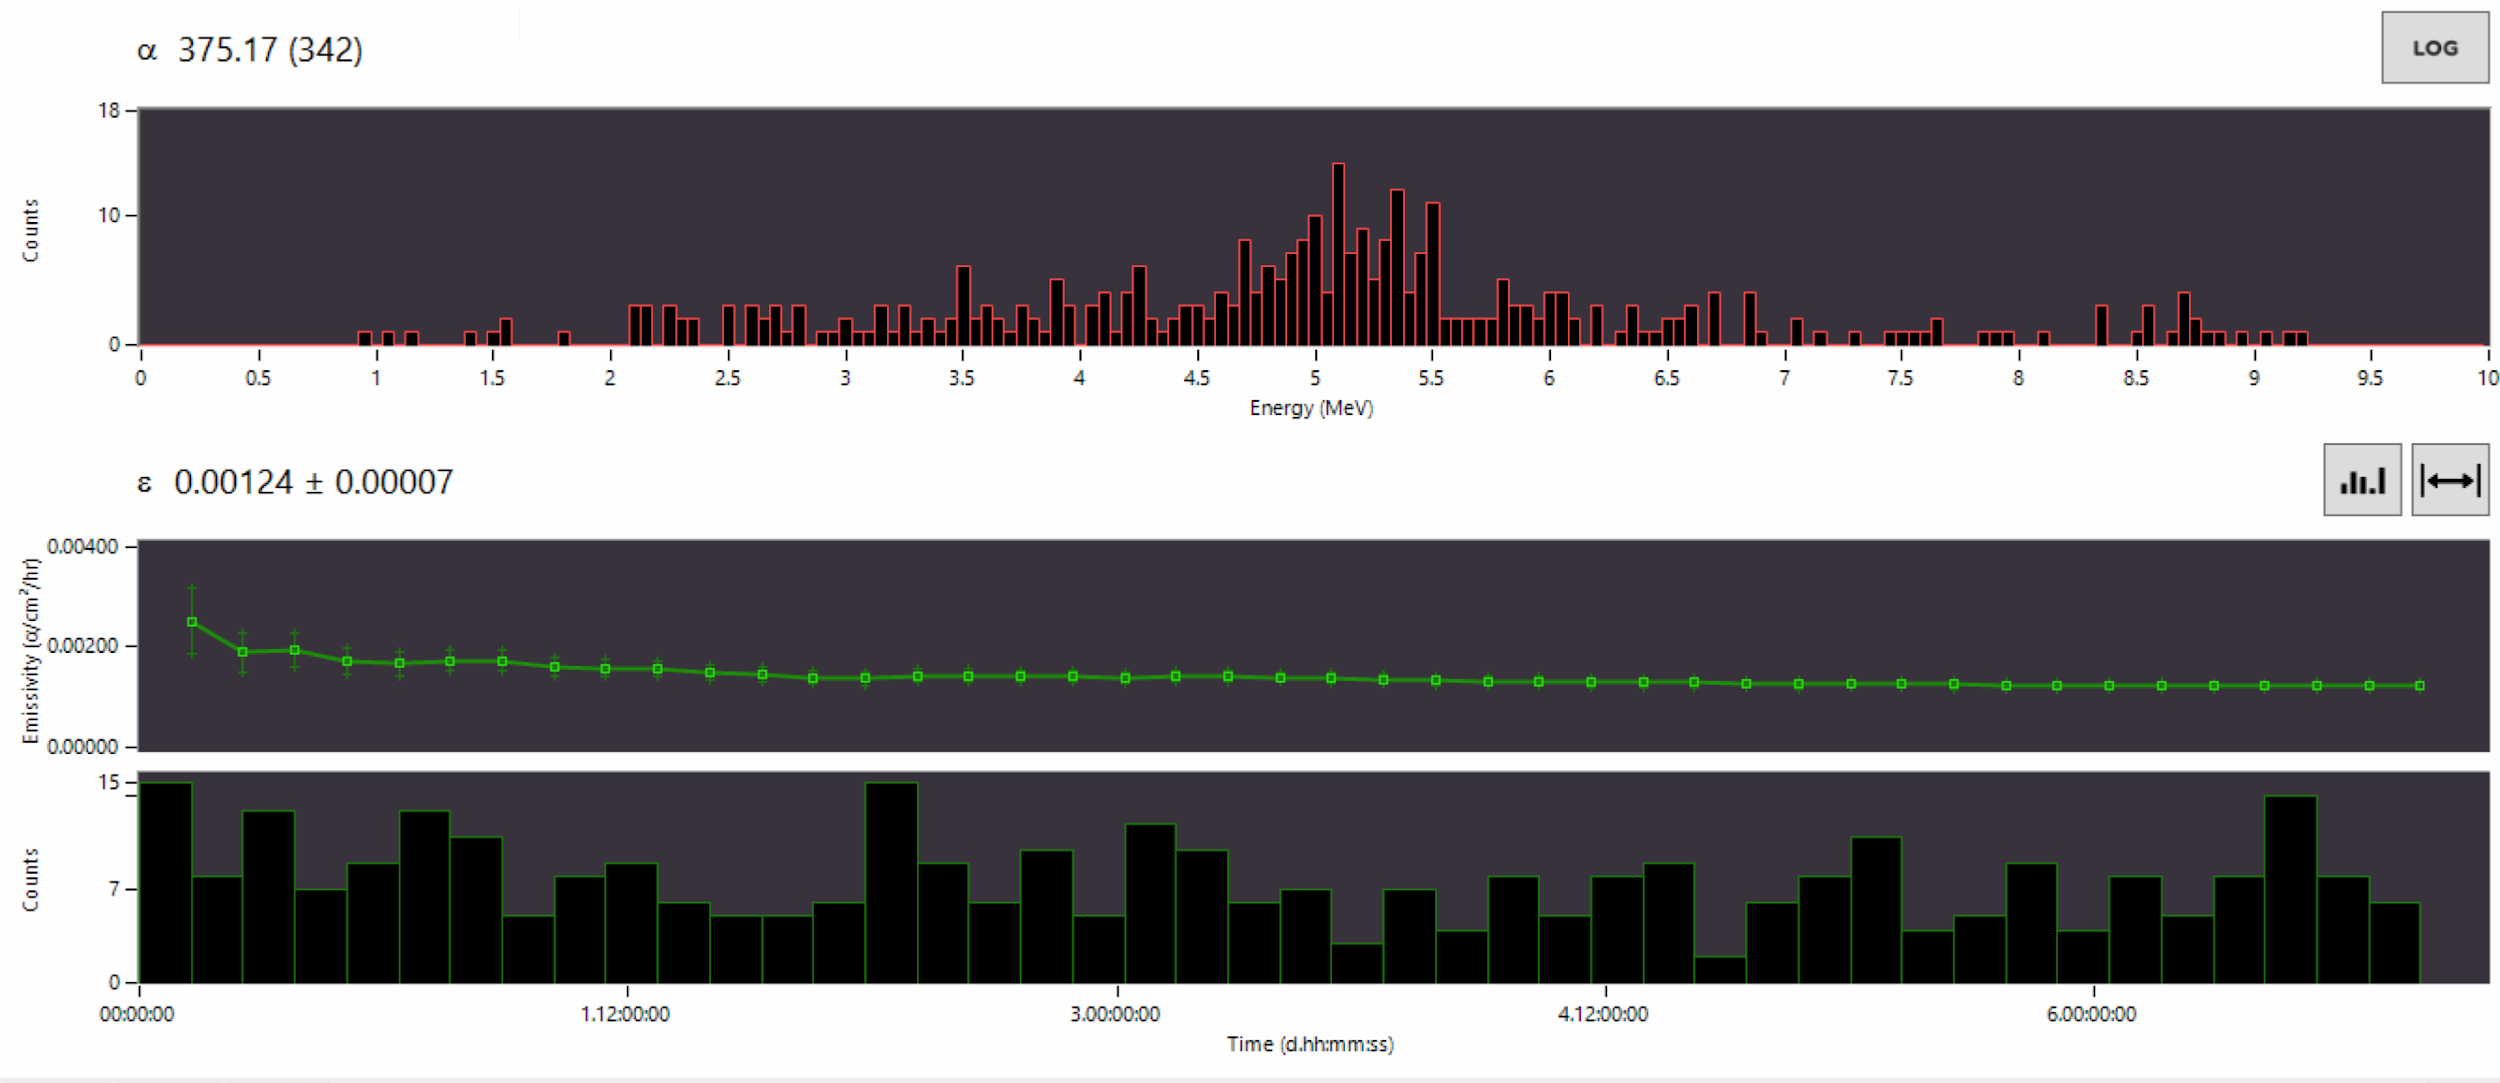 α 375.17 (342)
LOG
18
10
0
Counts
0 0.5 1 1.5 2 2.5 3 3.5 4 4.5 5 5.5 6 6.5 7 7.5 8 8.5 9 9.5 10
Energy (MeV)
ε 0.00124 ± 0.00007
0.00400
0.00200
0.00000
Emissivity (α/cm²/hr)
15
7
0
Counts
00:00:00 1.12:00:00 3.00:00:00 4.12:00:00 6.00:00:00
Time (d.hh:mm:ss)